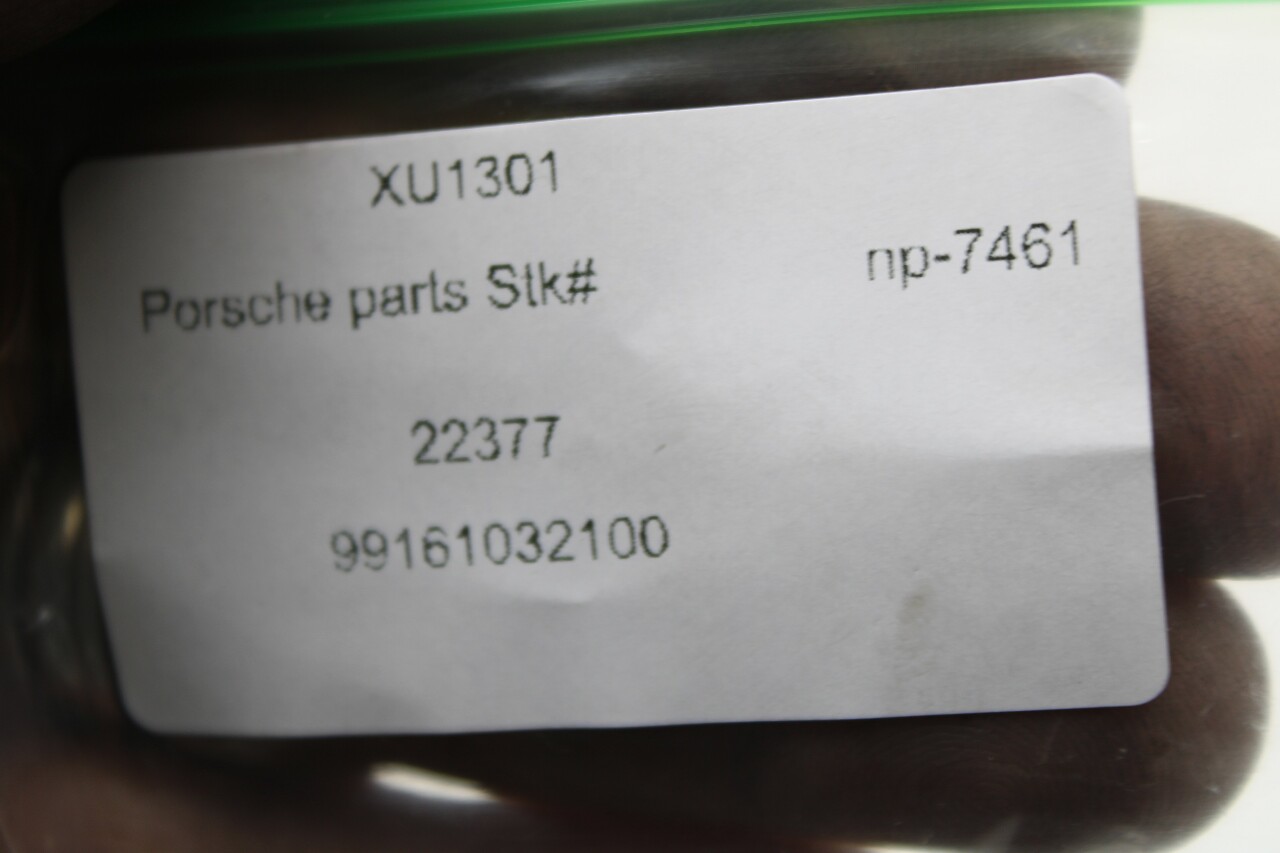 XU1301
Porsche parts Stk# np-7461
22377
99161032100